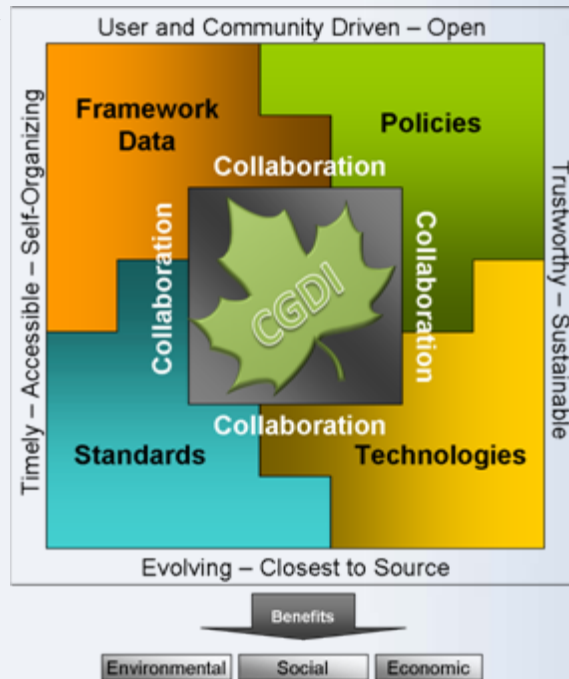 User and Community Driven – Open
Framework
Data
Policies
Collaboration
Timely – Accessible – Self-Organizing
Collaboration
CGDI
Collaboration
Trustworthy – Sustainable
Collaboration
Standards
Technologies
Evolving – Closest to Source
Benefits
Environmental
Social
Economic